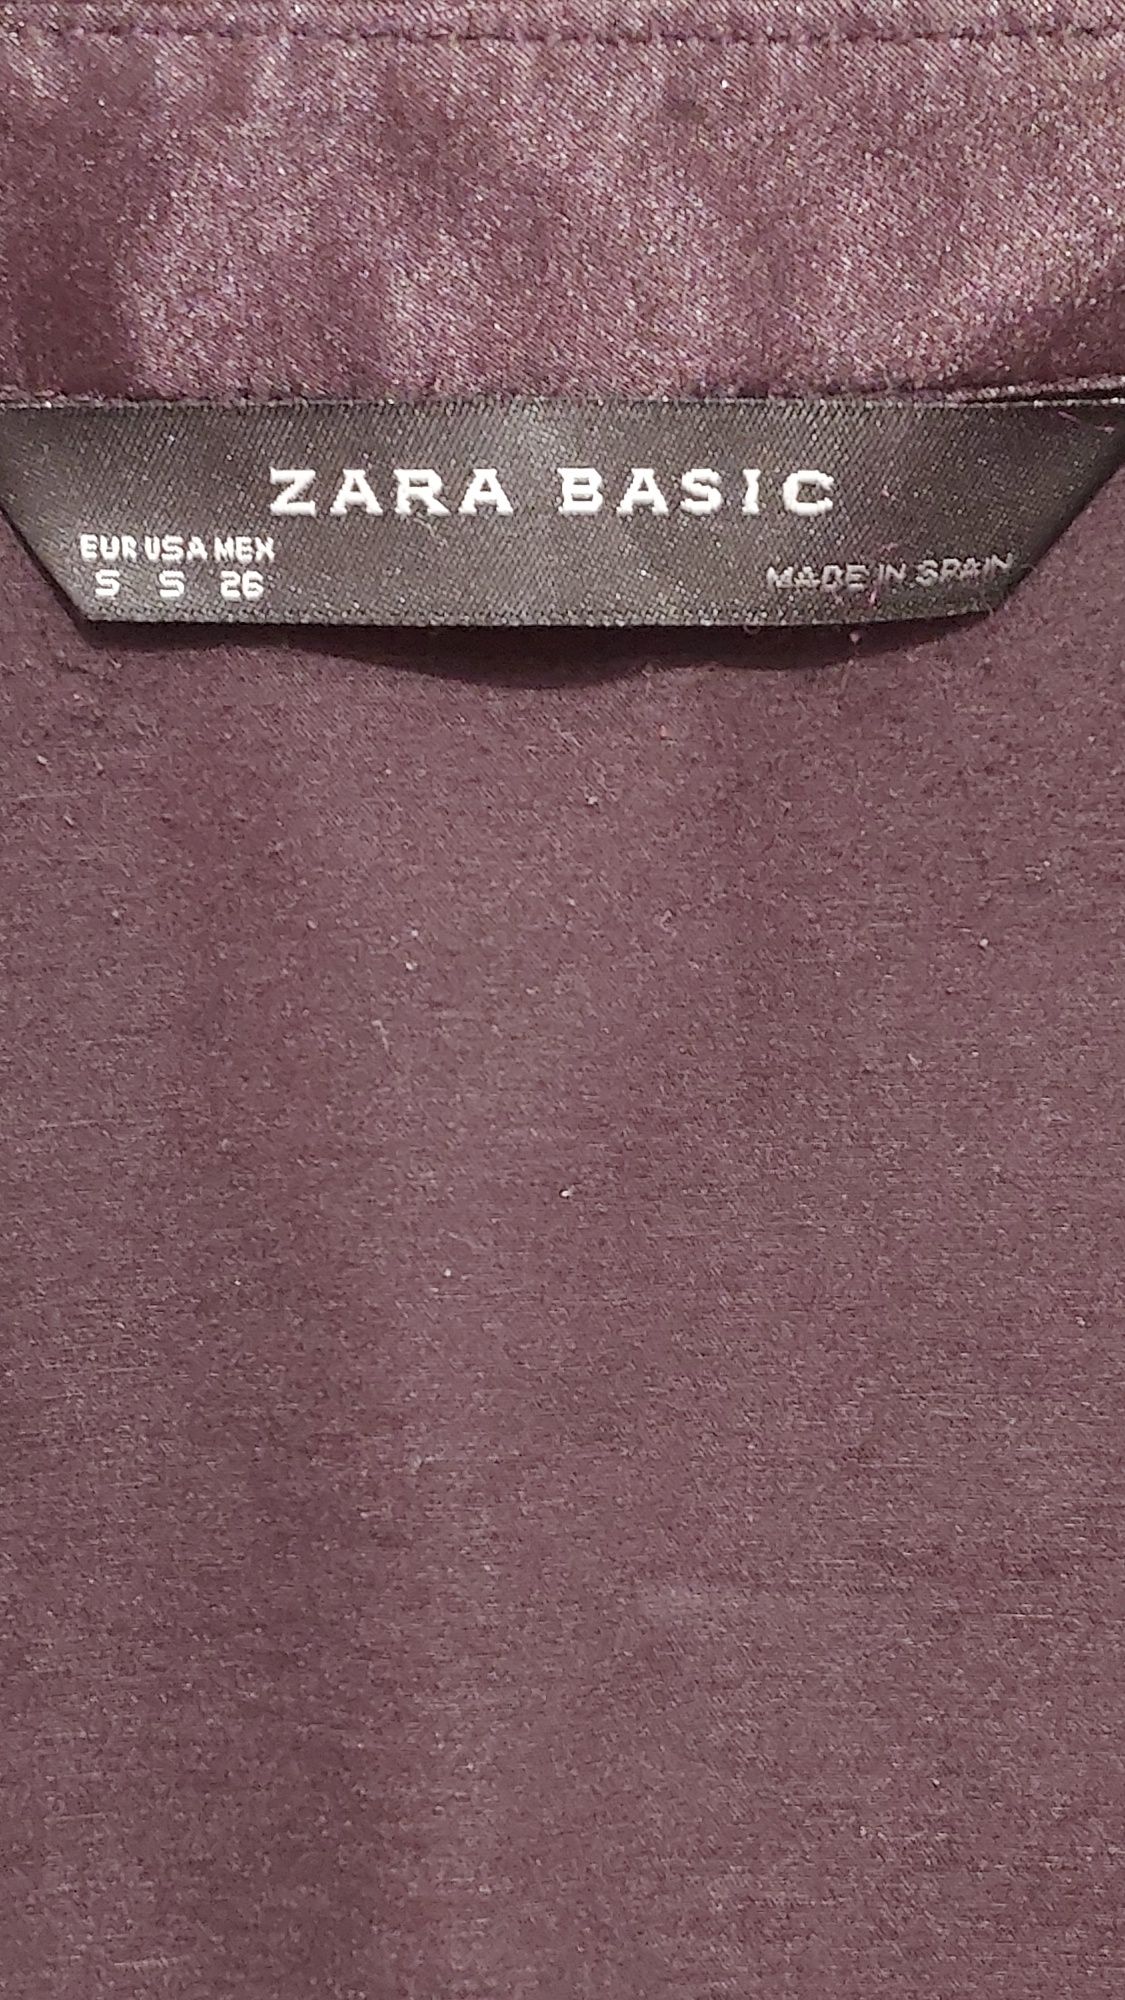 ZARA BASIC
EUR USA MEX
S S 26
MADE IN SPAIN